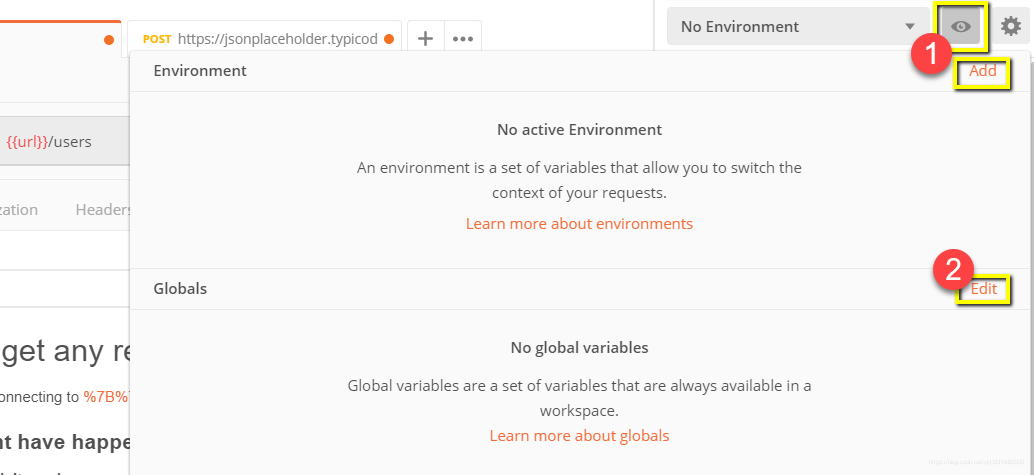 POST https://jsonplaceholder.typicod
No Environment
1
Environment
Add
No active Environment
{{url}}/users
An environment is a set of variables that allow you to switch the
context of your requests.
zation Headers
Learn more about environments
2
Globals
Edit
get any re
No global variables
Global variables are a set of variables that are always available in a
onnecting to %7B%
workspace.
Learn more about globals
nt have happe